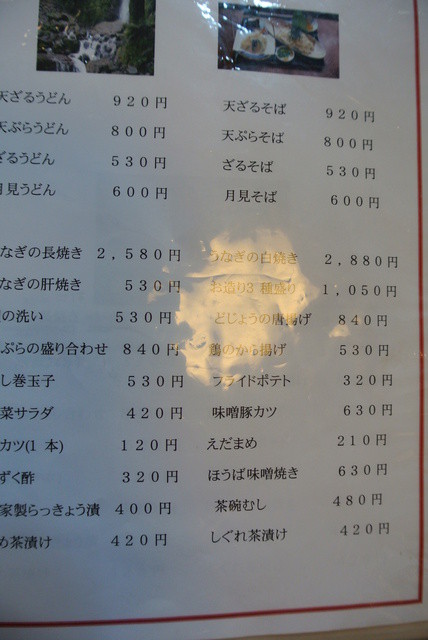 天ざるうどん ９２０円 天ざるそば ９２０円
天ぷらうどん ８００円 天ぷらそば ８００円
ざるうどん ５３０円 ざるそば ５３０円
月見うどん ６００円 月見そば ６００円
なぎの長焼き ２，５８０円 うなぎの白焼き ２，８８０円
なぎの肝焼き ５３０円 お造り3 種盛り １，０５０円
の洗い ５３０円 どじょうの唐揚げ ８４０円
ぷらの盛り合わせ ８４０円 鶏のから揚げ ５３０円
し巻玉子 ５３０円 フライドポテト ３２０円
菜サラダ ４２０円 味噌豚カツ ６３０円
カツ(1 本) １２０円 えだまめ ２１０円
ずく酢 ３２０円 ほうば味噌焼き ６３０円
家製らっきょう漬 ４００円 茶碗むし ４８０円
め茶漬け ４２０円 しぐれ茶漬け ４２０円